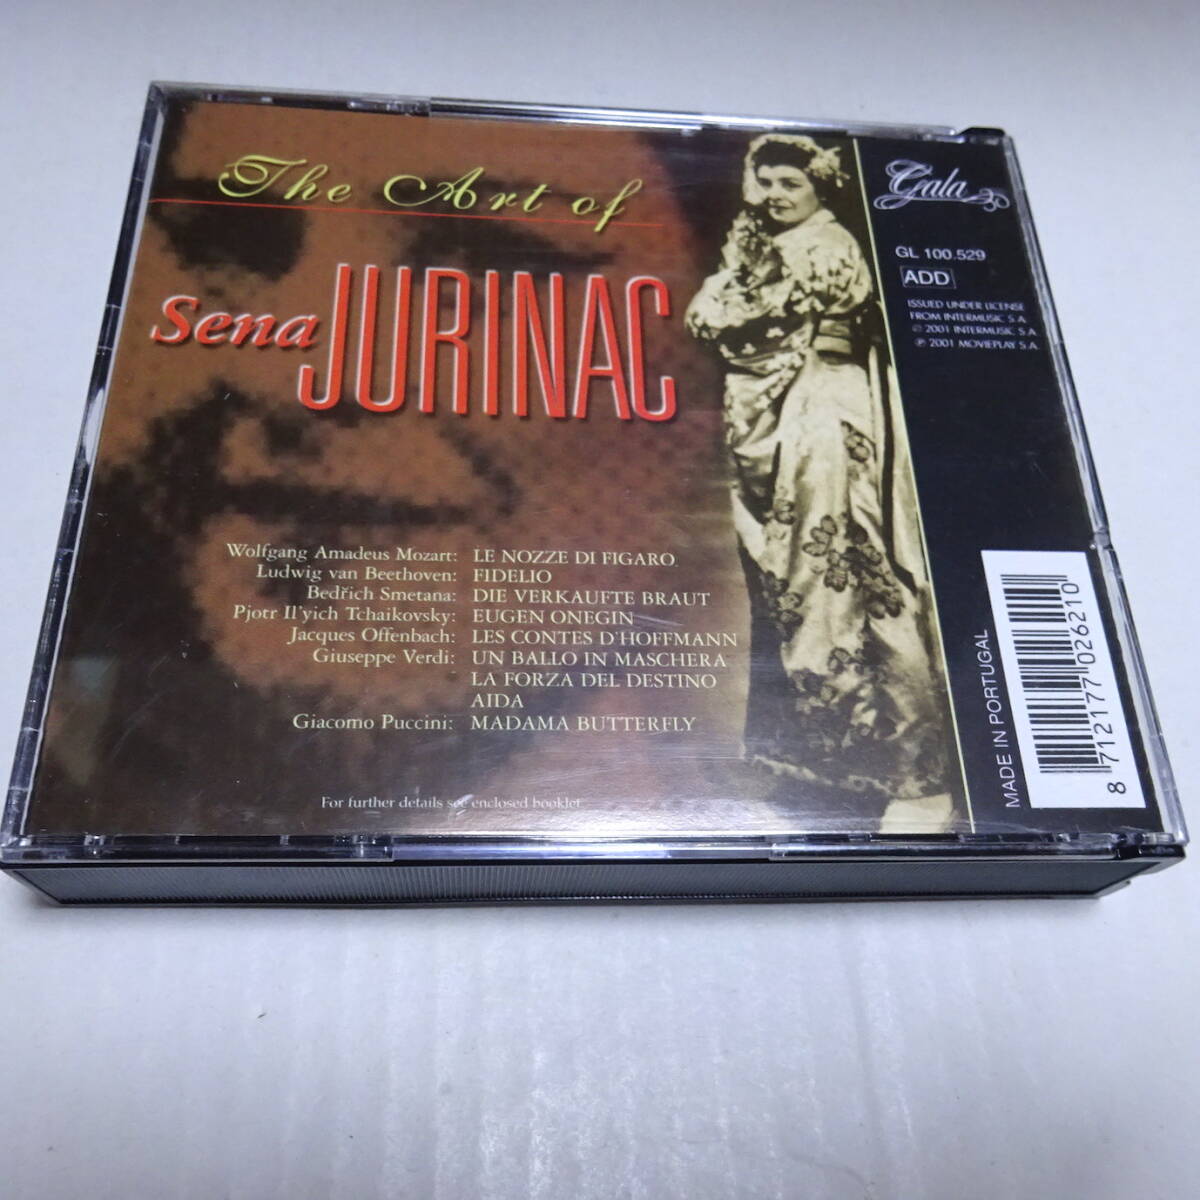 The Art of
Sena JURINAC
Wolfgang Amadeus Mozart: LE NOZZE DI FIGARO
Ludwig van Beethoven: FIDELIO
Bedřich Smetana: DIE VERKAUFTE BRAUT
Pjotr Il'yich Tchaikovsky: EUGEN ONEGIN
Jacques Offenbach: LES CONTES D'HOFFMANN
Giuseppe Verdi: UN BALLO IN MASCHERA
LA FORZA DEL DESTINO
AIDA
Giacomo Puccini: MADAMA BUTTERFLY
For further details see enclosed booklet.
Gala
GL 100.529
ADD
ISSUED UNDER LICENSE
FROM INTERMUSIC S.A.
© 2001 INTERMUSIC S.A.
℗ 2001 MOVIEPLAY S.A.
MADE IN PORTUGAL
8 712177 026210